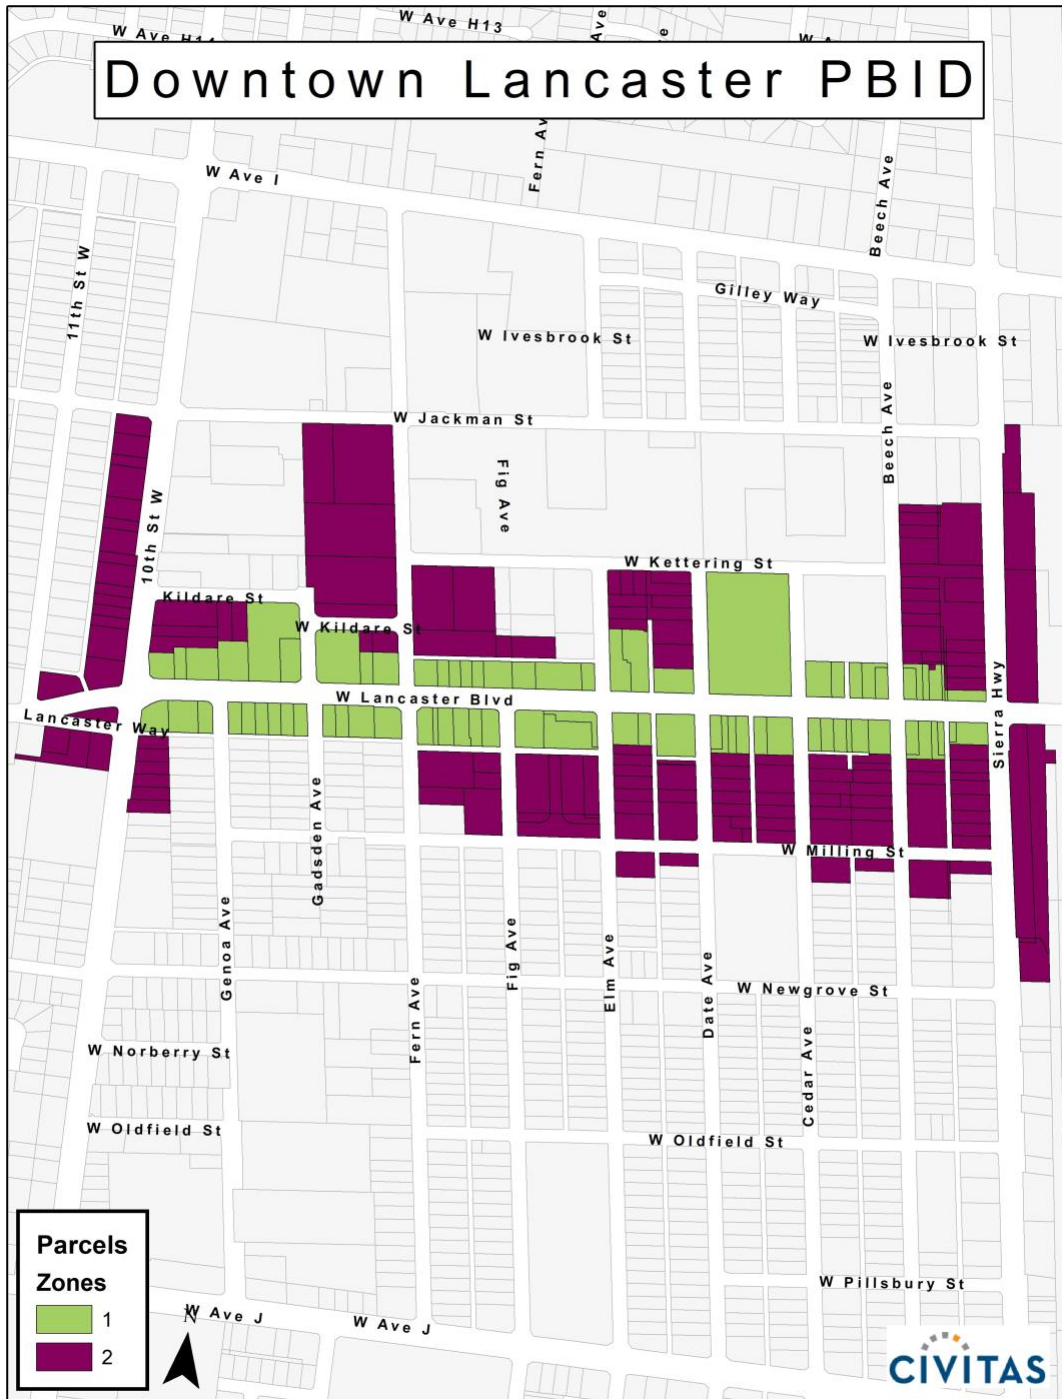 W Ave H13
Downtown Lancaster PBID
Fern Ave
W Ave I
Beech Ave
11th St W
Gilley Way
W Ivesbrook St
W Ivesbrook St
W Jackman St
Beech Ave
Fig Ave
10th St W
W Kettering St
Kildare St
W Kildare St
W Lancaster Blvd
Sierra Hwy
Lancaster Way
Gadsden Ave
W Milling St
Genoa Ave
Fig Ave
Elm Ave
Date Ave
Fern Ave
W Newgrove St
W Norberry St
Cedar Ave
W Oldfield St
W Oldfield St
Parcels
Zones
1
2
W Pillsbury St
N
W Ave J
W Ave J
CIVITAS